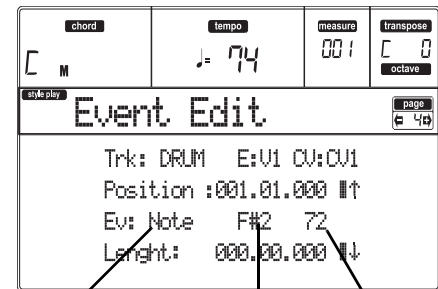 chord tempo measure transpose
C M ♩= 74 001 C 0
octave
style play
Event Edit page
40
Trk: DRUM E:V1 CV:CV1
Position :001.01.000
Ev: Note F#2 72
Lenght: 000.00.000